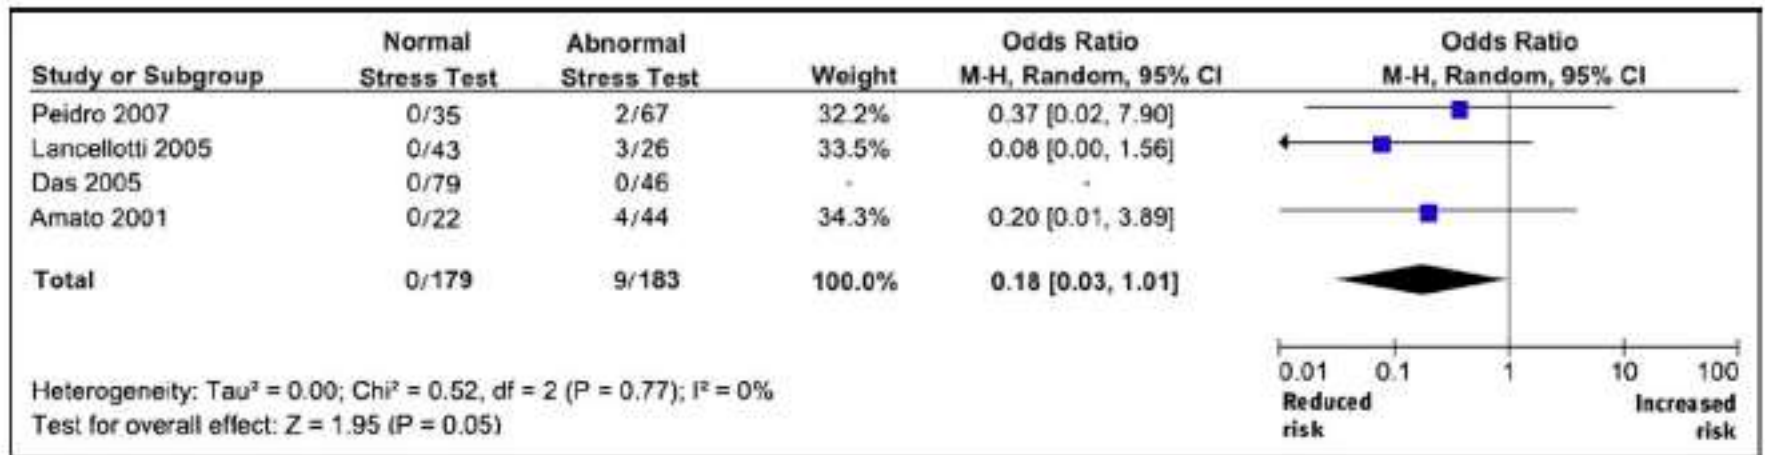 Normal Abnormal Odds Ratio Odds Ratio
Study or Subgroup Stress Test Stress Test Weight M-H, Random, 95% CI M-H, Random, 95% CI
Peidro 2007 0/35 2/67 32.2% 0.37 [0.02, 7.90]
Lancellotti 2005 0/43 3/26 33.5% 0.08 [0.00, 1.56]
Das 2005 0/79 0/46 - -
Amato 2001 0/22 4/44 34.3% 0.20 [0.01, 3.89]
Total 0/179 9/183 100.0% 0.18 [0.03, 1.01]
Heterogeneity: Tau² = 0.00; Chi² = 0.52, df = 2 (P = 0.77); I² = 0%
Test for overall effect: Z = 1.95 (P = 0.05)
0.01 0.1 1 10 100
Reduced Increased
risk risk